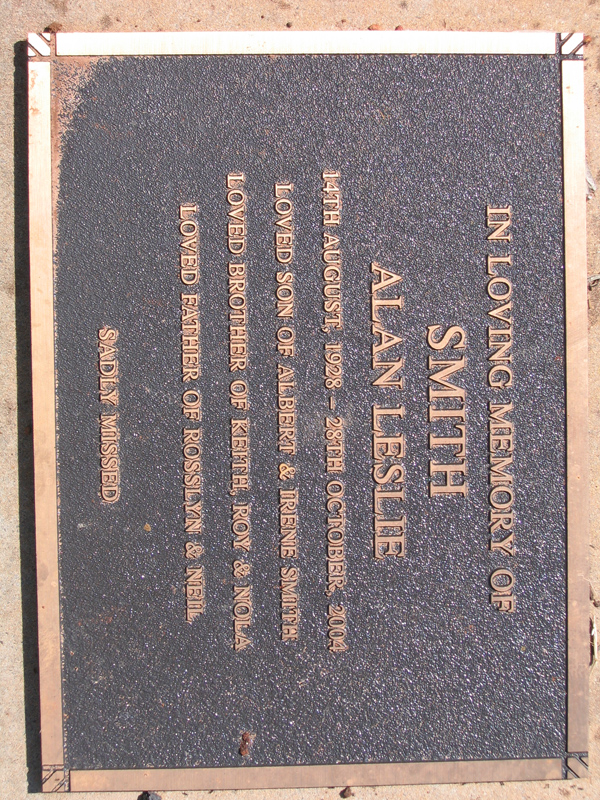 IN LOVING MEMORY OF
SMITH
ALAN LESLIE
14TH AUGUST, 1928 – 28TH OCTOBER, 2004
LOVED SON OF ALBERT & IRENE SMITH
LOVED BROTHER OF KEITH, ROY & NOLA
LOVED FATHER OF ROSSLYN & NEIL
SADLY MISSED